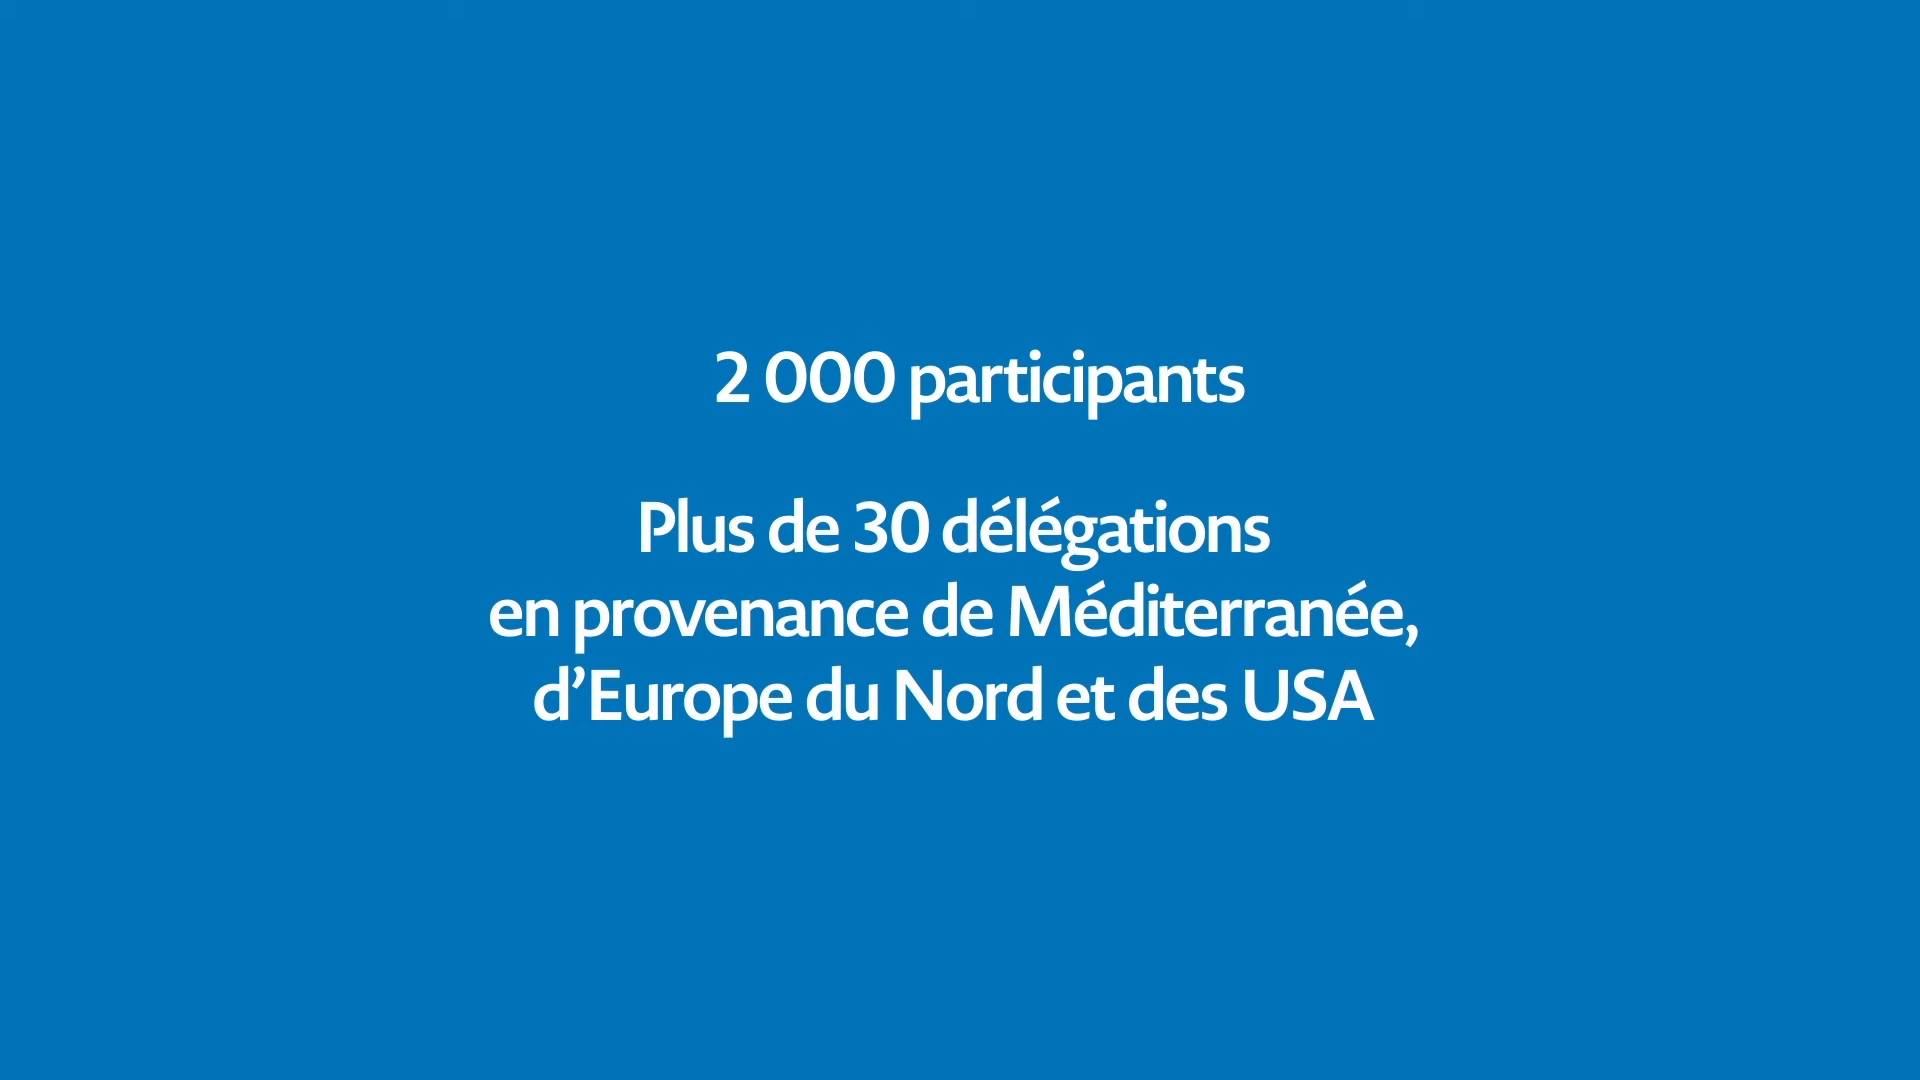 2 000 participants
Plus de 30 délégations
en provenance de Méditerranée,
d’Europe du Nord et des USA